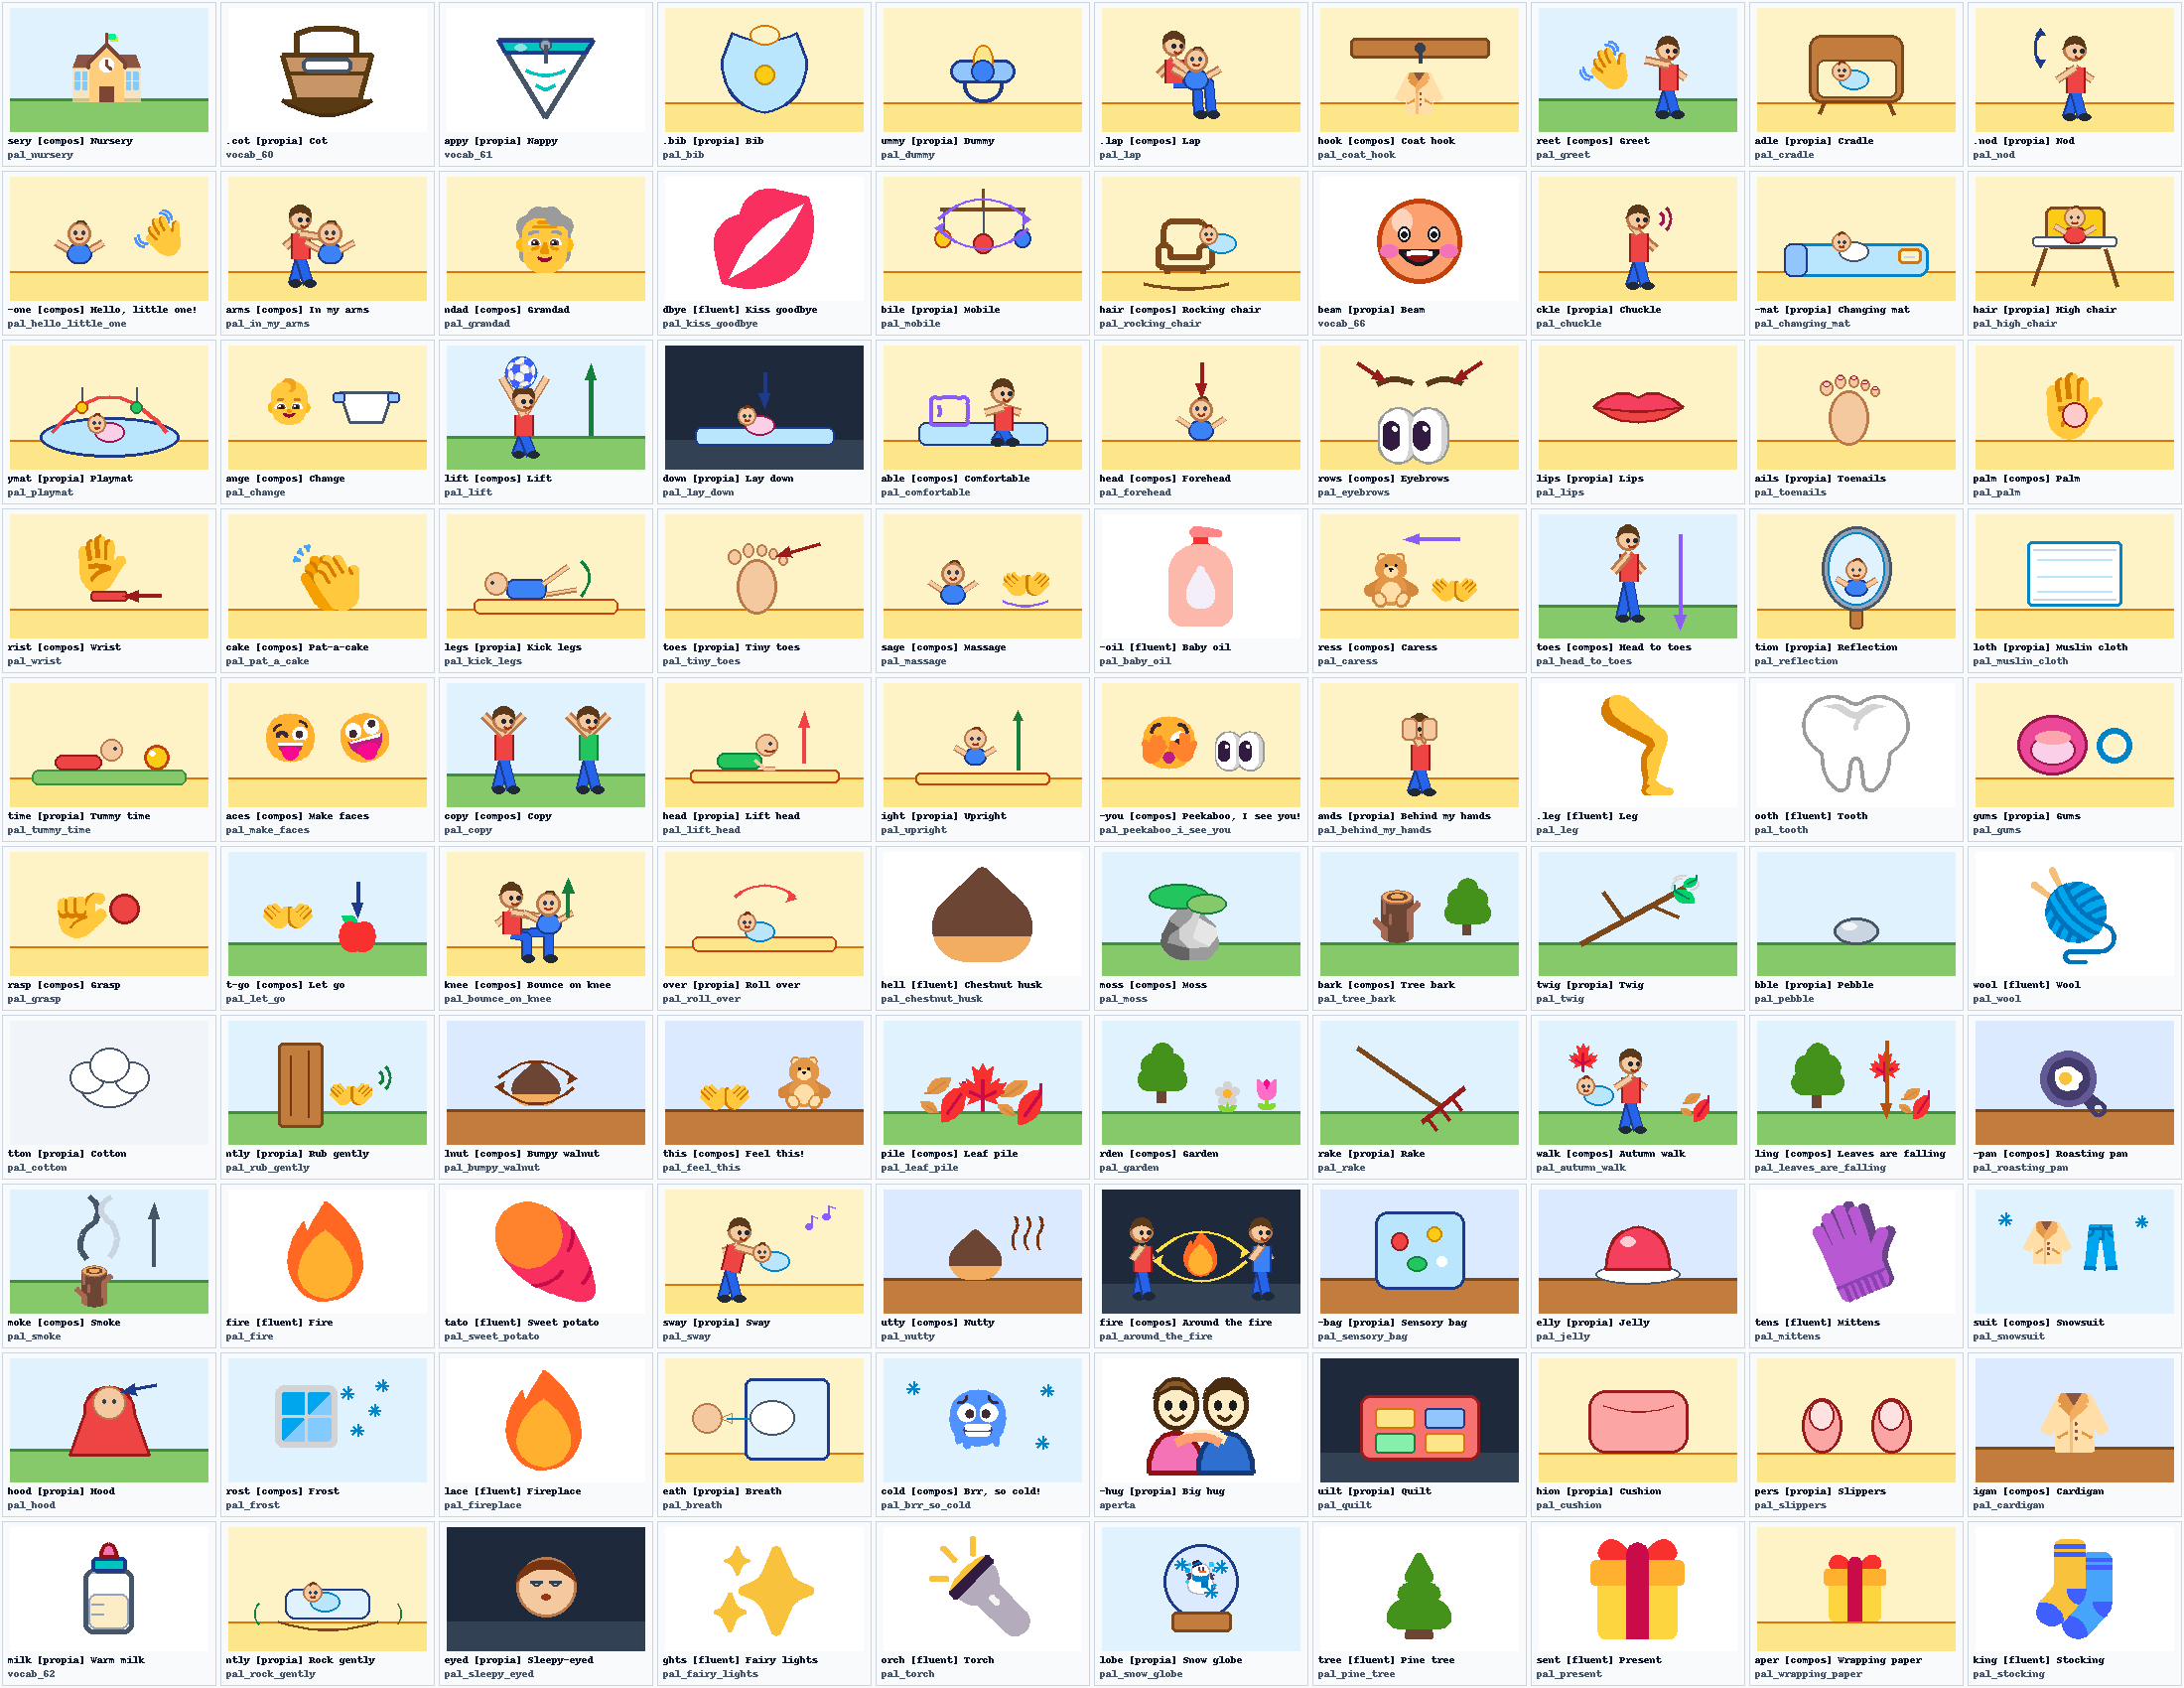 sery [compos] Nursery
pal_nursery
.cot [propia] Cot
vocab_60
appy [propia] Nappy
vocab_61
.bib [propia] Bib
pal_bib
ummy [propia] Dummy
pal_dummy
.lap [compos] Lap
pal_lap
hook [compos] Coat hook
pal_coat_hook
reet [compos] Greet
pal_greet
adle [propia] Cradle
pal_cradle
.nod [propia] Nod
pal_nod
-one [compos] Hello, little one!
pal_hello_little_one
arms [compos] In my arms
pal_in_my_arms
ndad [compos] Grandad
pal_grandad
dbye [fluent] Kiss goodbye
pal_kiss_goodbye
bile [propia] Mobile
pal_mobile
hair [compos] Rocking chair
pal_rocking_chair
beam [propia] Beam
vocab_66
ckle [propia] Chuckle
pal_chuckle
-mat [propia] Changing mat
pal_changing_mat
hair [propia] High chair
pal_high_chair
ymat [propia] Playmat
pal_playmat
ange [compos] Change
pal_change
lift [compos] Lift
pal_lift
down [propia] Lay down
pal_lay_down
able [compos] Comfortable
pal_comfortable
head [compos] Forehead
pal_forehead
rows [compos] Eyebrows
pal_eyebrows
lips [propia] Lips
pal_lips
ails [propia] Toenails
pal_toenails
palm [compos] Palm
pal_palm
rist [compos] Wrist
pal_wrist
cake [compos] Pat-a-cake
pal_pat_a_cake
legs [propia] Kick legs
pal_kick_legs
toes [propia] Tiny toes
pal_tiny_toes
sage [compos] Massage
pal_massage
-oil [fluent] Baby oil
pal_baby_oil
ress [compos] Caress
pal_caress
toes [compos] Head to toes
pal_head_to_toes
tion [propia] Reflection
pal_reflection
loth [propia] Muslin cloth
pal_muslin_cloth
time [propia] Tummy time
pal_tummy_time
aces [compos] Make faces
pal_make_faces
copy [compos] Copy
pal_copy
head [propia] Lift head
pal_lift_head
ight [propia] Upright
pal_upright
-you [compos] Peekaboo, I see you!
pal_peekaboo_i_see_you
ands [propia] Behind my hands
pal_behind_my_hands
.leg [fluent] Leg
pal_leg
ooth [fluent] Tooth
pal_tooth
gums [propia] Gums
pal_gums
rasp [compos] Grasp
pal_grasp
t-go [compos] Let go
pal_let_go
knee [compos] Bounce on knee
pal_bounce_on_knee
over [propia] Roll over
pal_roll_over
hell [fluent] Chestnut husk
pal_chestnut_husk
moss [compos] Moss
pal_moss
bark [compos] Tree bark
pal_tree_bark
twig [propia] Twig
pal_twig
bble [propia] Pebble
pal_pebble
wool [fluent] Wool
pal_wool
tton [propia] Cotton
pal_cotton
ntly [propia] Rub gently
pal_rub_gently
lnut [compos] Bumpy walnut
pal_bumpy_walnut
this [compos] Feel this!
pal_feel_this
pile [compos] Leaf pile
pal_leaf_pile
rden [compos] Garden
pal_garden
rake [propia] Rake
pal_rake
walk [compos] Autumn walk
pal_autumn_walk
ling [compos] Leaves are falling
pal_leaves_are_falling
-pan [compos] Roasting pan
pal_roasting_pan
moke [compos] Smoke
pal_smoke
fire [fluent] Fire
pal_fire
tato [fluent] Sweet potato
pal_sweet_potato
sway [propia] Sway
pal_sway
utty [compos] Nutty
pal_nutty
fire [compos] Around the fire
pal_around_the_fire
-bag [propia] Sensory bag
pal_sensory_bag
elly [propia] Jelly
pal_jelly
tens [fluent] Mittens
pal_mittens
suit [compos] Snowsuit
pal_snowsuit
hood [propia] Hood
pal_hood
rost [compos] Frost
pal_frost
lace [fluent] Fireplace
pal_fireplace
eath [propia] Breath
pal_breath
cold [compos] Brr, so cold!
pal_brr_so_cold
-hug [propia] Big hug
aperta
uilt [propia] Quilt
pal_quilt
hion [propia] Cushion
pal_cushion
pers [propia] Slippers
pal_slippers
igan [compos] Cardigan
pal_cardigan
milk [propia] Warm milk
vocab_62
ntly [propia] Rock gently
pal_rock_gently
eyed [propia] Sleepy-eyed
pal_sleepy_eyed
ghts [fluent] Fairy lights
pal_fairy_lights
orch [fluent] Torch
pal_torch
lobe [propia] Snow globe
pal_snow_globe
tree [fluent] Pine tree
pal_pine_tree
sent [fluent] Present
pal_present
aper [compos] Wrapping paper
pal_wrapping_paper
king [fluent] Stocking
pal_stocking